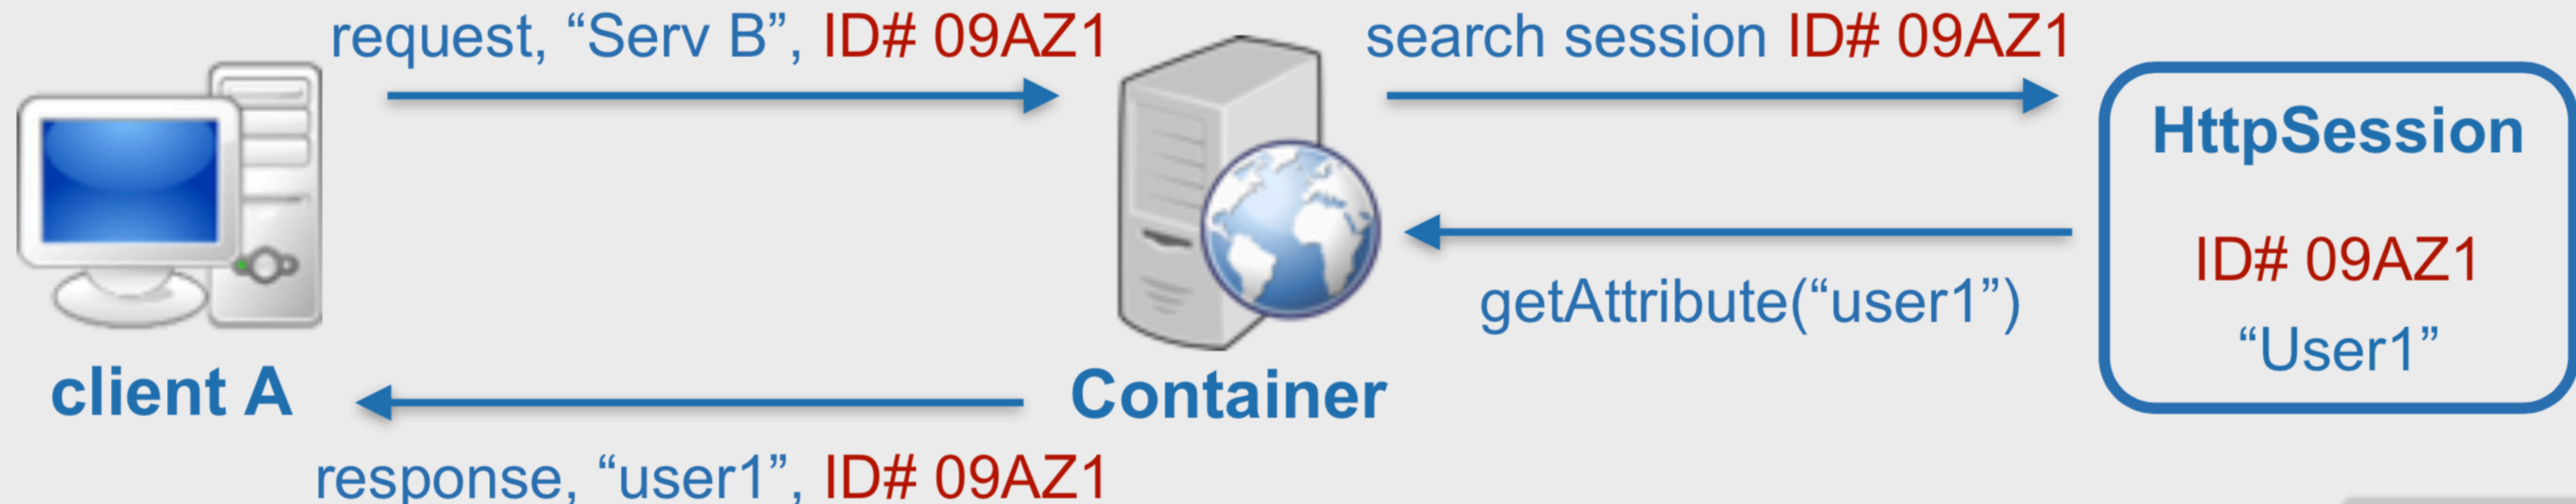 request, “Serv B”, ID# 09AZ1
search session ID# 09AZ1
HttpSession
ID# 09AZ1
“User1”
getAttribute(“user1”)
client A
Container
response, “user1”, ID# 09AZ1